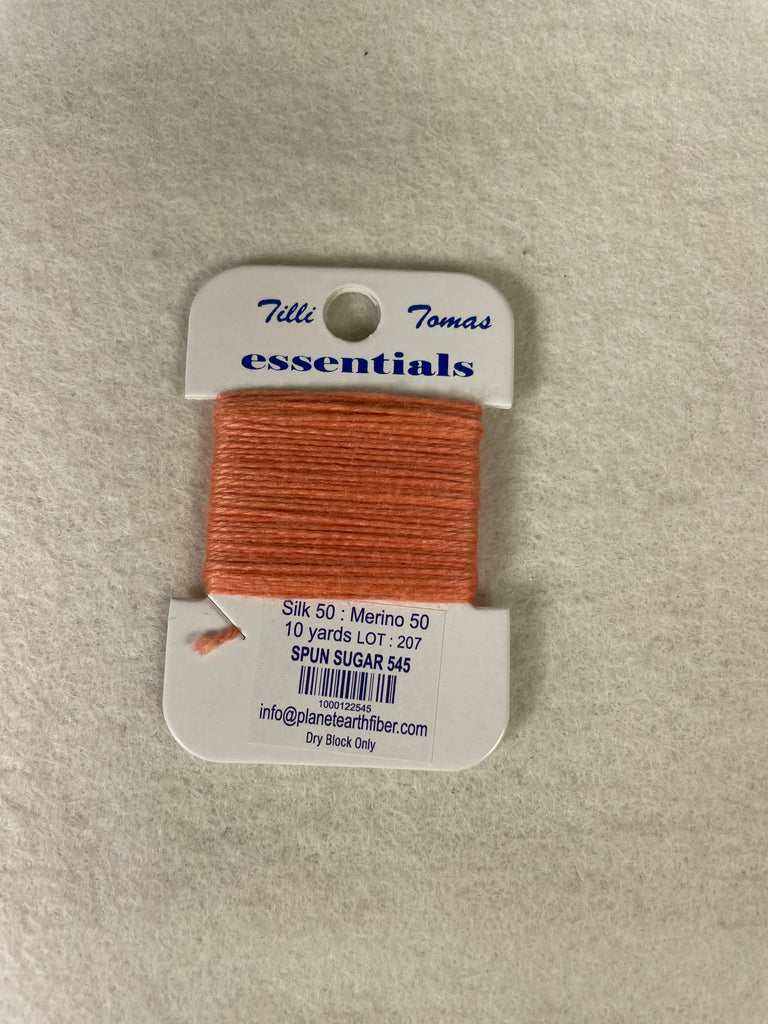 Tilli Tomas
essentials
Silk 50 : Merino 50
10 yards LOT : 207
SPUN SUGAR 545
1000122545
info@planetearthfiber.com
Dry Block Only